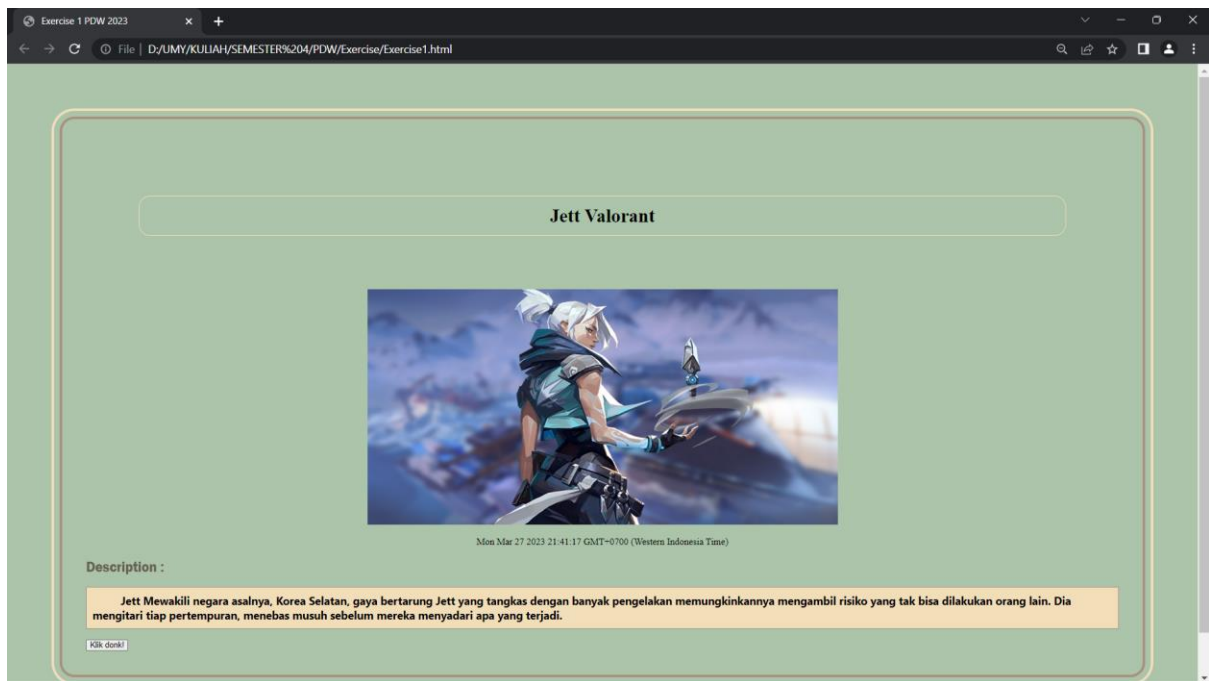 Exercise 1 PDW 2023
File | D:/UMY/KULIAH/SEMESTER%204/PDW/Exercise/Exercise1.html
Jett Valorant
Mon Mar 27 2023 21:41:17 GMT+0700 (Western Indonesia Time)
Description :
Jett Mewakili negara asalnya, Korea Selatan, gaya bertarung Jett yang tangkas dengan banyak pengelakan memungkinkannya mengambil risiko yang tak bisa dilakukan orang lain. Dia
mengitari tiap pertempuran, menebas musuh sebelum mereka menyadari apa yang terjadi.
Klik donk!